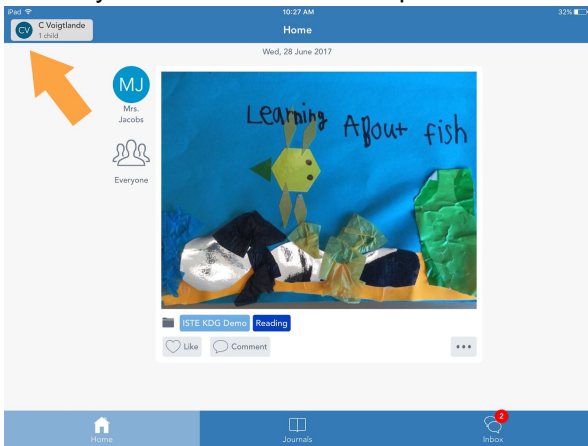 iPad
10:27 AM
32%
CV
C Voigtlande
1 child
Home
Wed, 28 June 2017
MJ
Mrs.
Jacobs
Everyone
Learning About fish
ISTE KDG Demo
Reading
Like
Comment
Home
Journals
2
Inbox